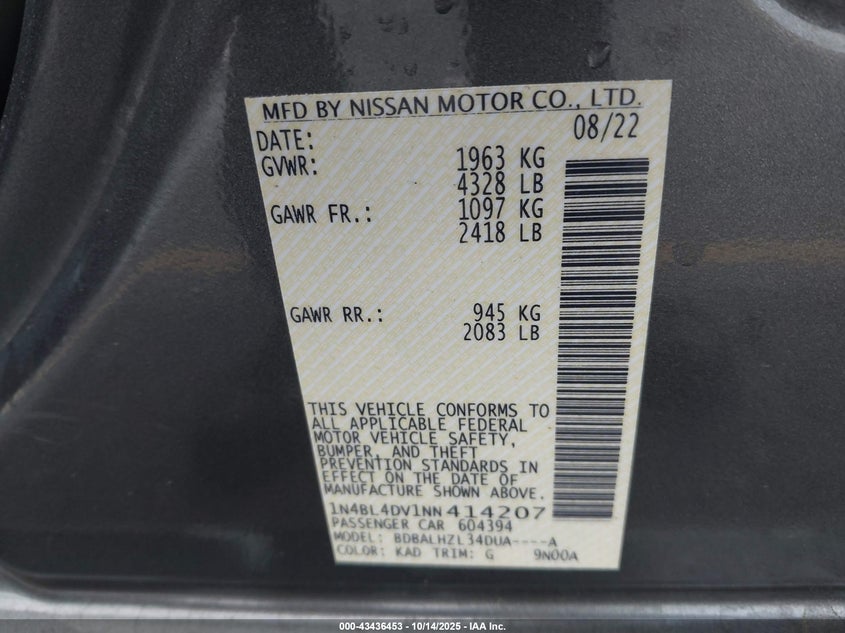 MFD BY NISSAN MOTOR CO., LTD.
DATE: 08/22
GVWR: 1963 KG
4328 LB
GAWR FR.: 1097 KG
2418 LB
GAWR RR.: 945 KG
2083 LB
THIS VEHICLE CONFORMS TO
ALL APPLICABLE FEDERAL
MOTOR VEHICLE SAFETY,
BUMPER, AND THEFT
PREVENTION STANDARDS IN
EFFECT ON THE DATE OF
MANUFACTURE SHOWN ABOVE.
1N4BL4DV1NN414207
PASSENGER CAR 604394
MODEL: BDBALHZL34DUA----A
COLOR: KAD TRIM: G 9N00A
000-43436453 - 10/14/2025 - IAA Inc.